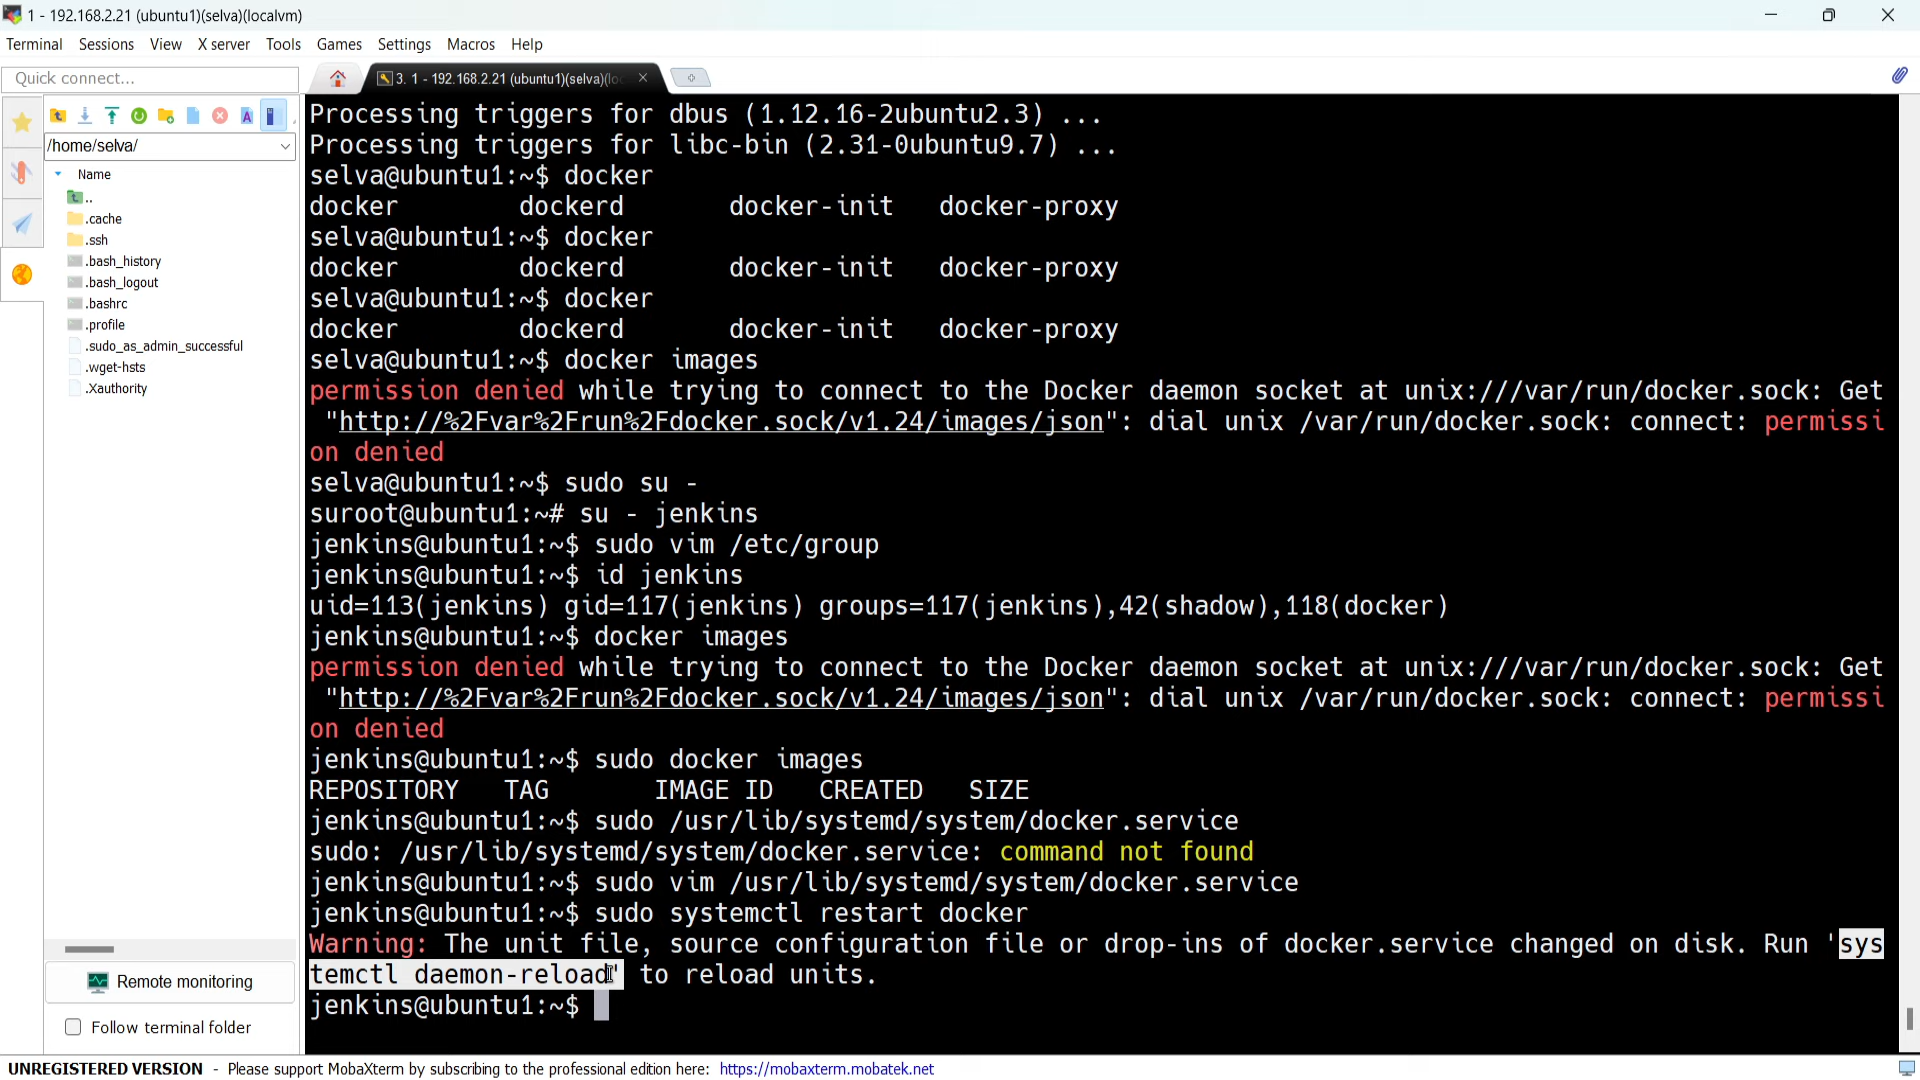 1 - 192.168.2.21 (ubuntu1)(selva)(localvm)
Terminal Sessions View X server Tools Games Settings Macros Help
Quick connect...
3. 1 - 192.168.2.21 (ubuntu1)(selva)(lo
/home/selva/
Name
..
.cache
.ssh
.bash_history
.bash_logout
.bashrc
.profile
.sudo_as_admin_successful
.wget-hsts
.Xauthority
Remote monitoring
Follow terminal folder
Processing triggers for dbus (1.12.16-2ubuntu2.3) ...
Processing triggers for libc-bin (2.31-0ubuntu9.7) ...
selva@ubuntu1:~$ docker
docker        dockerd       docker-init   docker-proxy
selva@ubuntu1:~$ docker
docker        dockerd       docker-init   docker-proxy
selva@ubuntu1:~$ docker
docker        dockerd       docker-init   docker-proxy
selva@ubuntu1:~$ docker images
permission denied while trying to connect to the Docker daemon socket at unix:///var/run/docker.sock: Get
"http://%2Fvar%2Frun%2Fdocker.sock/v1.24/images/json": dial unix /var/run/docker.sock: connect: permissi
on denied
selva@ubuntu1:~$ sudo su -
suroot@ubuntu1:~# su - jenkins
jenkins@ubuntu1:~$ sudo vim /etc/group
jenkins@ubuntu1:~$ id jenkins
uid=113(jenkins) gid=117(jenkins) groups=117(jenkins),42(shadow),118(docker)
jenkins@ubuntu1:~$ docker images
permission denied while trying to connect to the Docker daemon socket at unix:///var/run/docker.sock: Get
"http://%2Fvar%2Frun%2Fdocker.sock/v1.24/images/json": dial unix /var/run/docker.sock: connect: permissi
on denied
jenkins@ubuntu1:~$ sudo docker images
REPOSITORY   TAG       IMAGE ID   CREATED   SIZE
jenkins@ubuntu1:~$ sudo /usr/lib/systemd/system/docker.service
sudo: /usr/lib/systemd/system/docker.service: command not found
jenkins@ubuntu1:~$ sudo vim /usr/lib/systemd/system/docker.service
jenkins@ubuntu1:~$ sudo systemctl restart docker
Warning: The unit file, source configuration file or drop-ins of docker.service changed on disk. Run 'sys
temctl daemon-reload' to reload units.
jenkins@ubuntu1:~$
UNREGISTERED VERSION - Please support MobaXterm by subscribing to the professional edition here: https://mobaxterm.mobatek.net